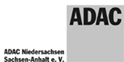 ADAC
ADAC Niedersachsen
Sachsen-Anhalt e. V.